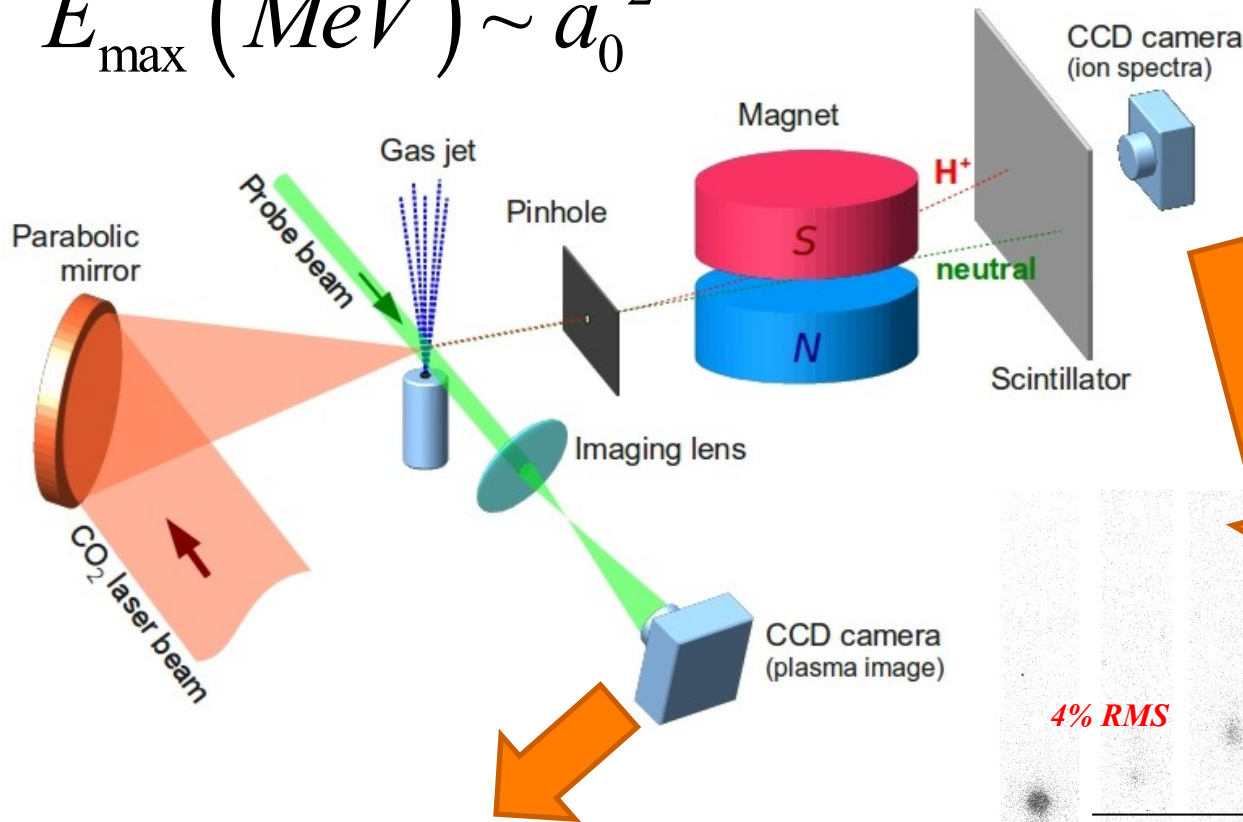 E_max (MeV) ~ a_0^2
CCD camera
(ion spectra)
Magnet
Gas jet
Probe beam
Pinhole
H⁺
Parabolic
mirror
S
neutral
N
Scintillator
Imaging lens
CO₂ laser beam
CCD camera
(plasma image)
4% RMS